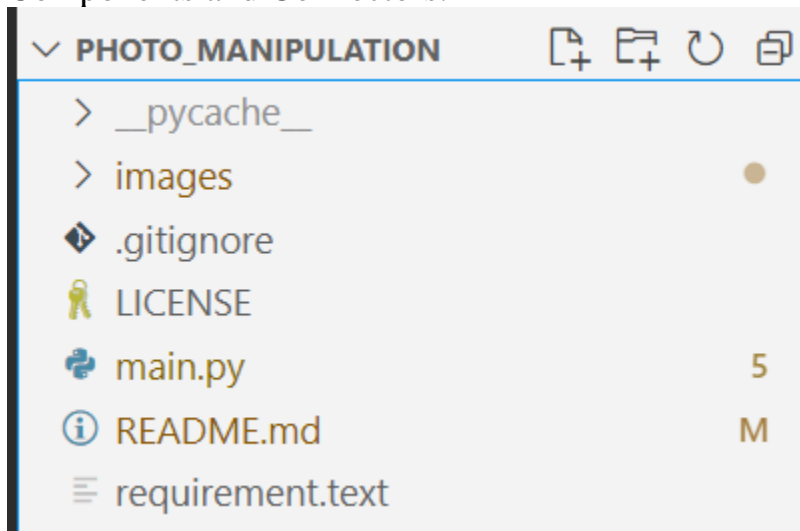 PHOTO_MANIPULATION
__pycache__
images
.gitignore
LICENSE
main.py 5
README.md M
requirement.text